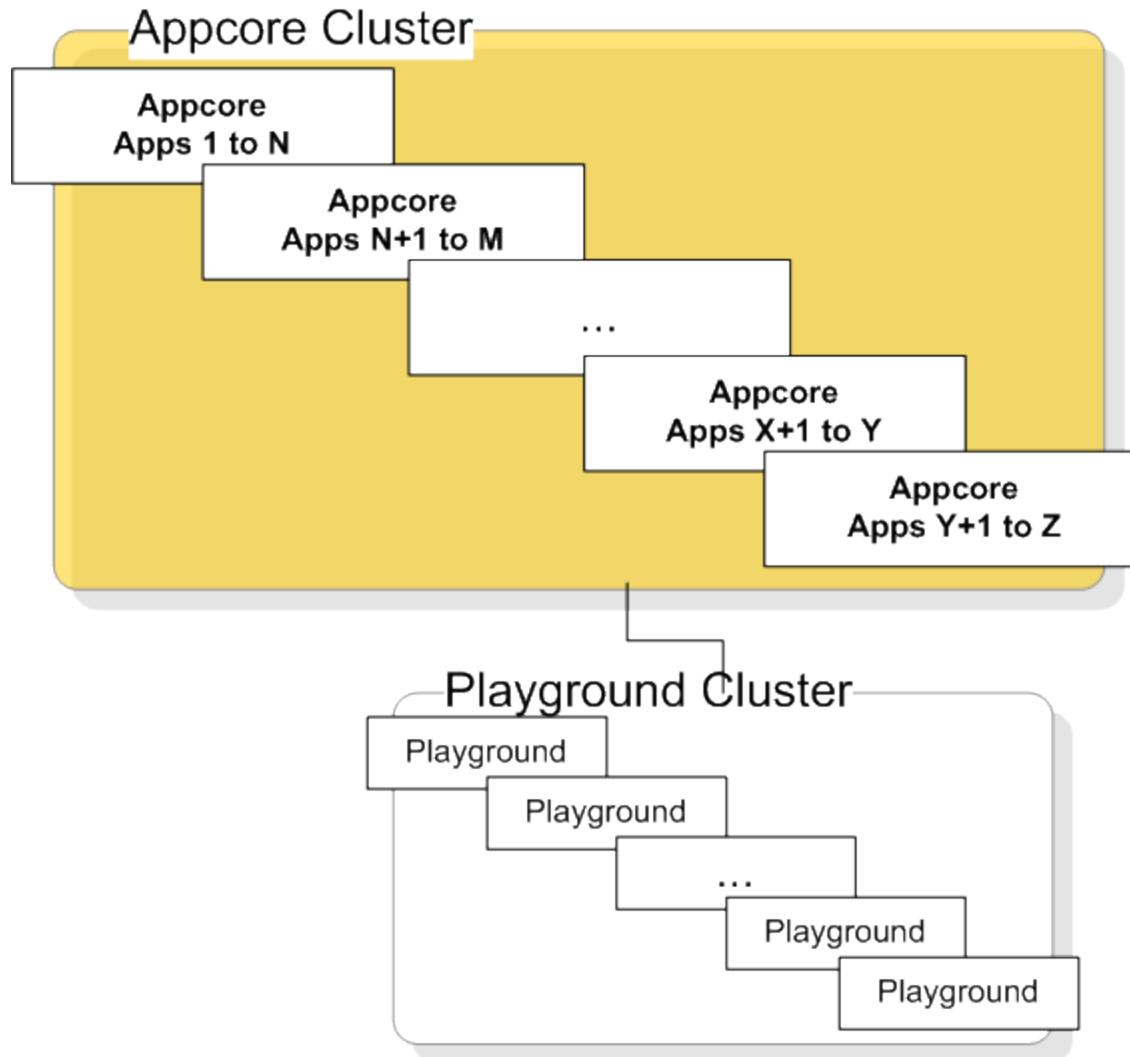 Appcore Cluster
Appcore
Apps 1 to N
Appcore
Apps N+1 to M
...
Appcore
Apps X+1 to Y
Appcore
Apps Y+1 to Z
Playground Cluster
Playground
Playground
...
Playground
Playground